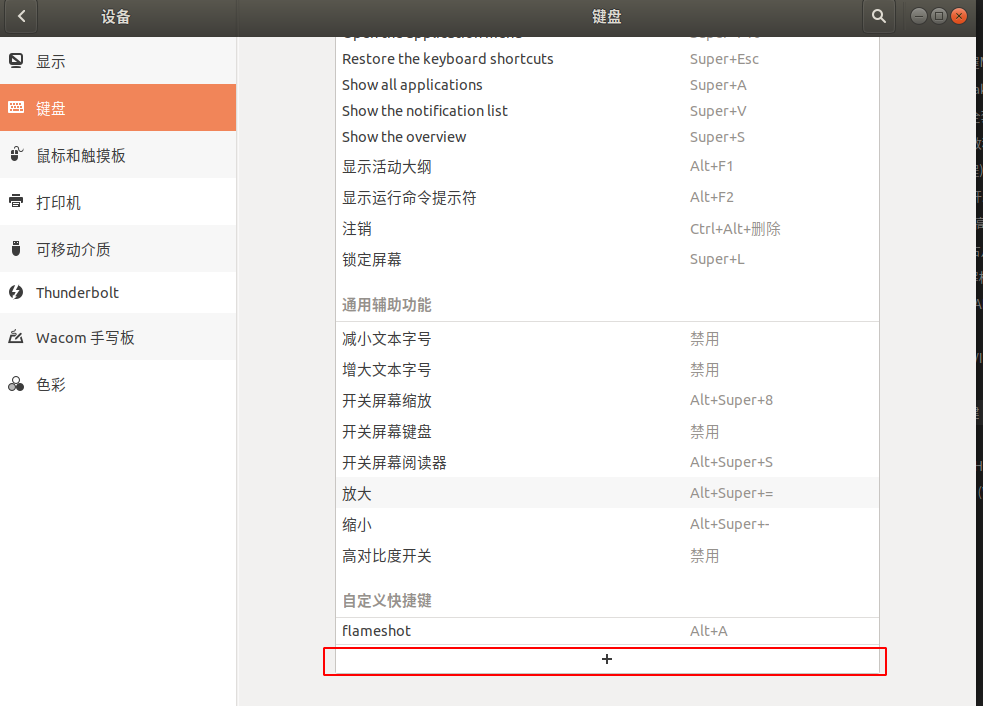 设备
键盘
显示
键盘
鼠标和触摸板
打印机
可移动介质
Thunderbolt
Wacom 手写板
色彩
Restore the keyboard shortcuts Super+Esc
Show all applications Super+A
Show the notification list Super+V
Show the overview Super+S
显示活动大纲 Alt+F1
显示运行命令提示符 Alt+F2
注销 Ctrl+Alt+删除
锁定屏幕 Super+L
通用辅助功能
减小文本字号 禁用
增大文本字号 禁用
开关屏幕缩放 Alt+Super+8
开关屏幕键盘 禁用
开关屏幕阅读器 Alt+Super+S
放大 Alt+Super+=
缩小 Alt+Super+-
高对比度开关 禁用
自定义快捷键
flameshot Alt+A
+